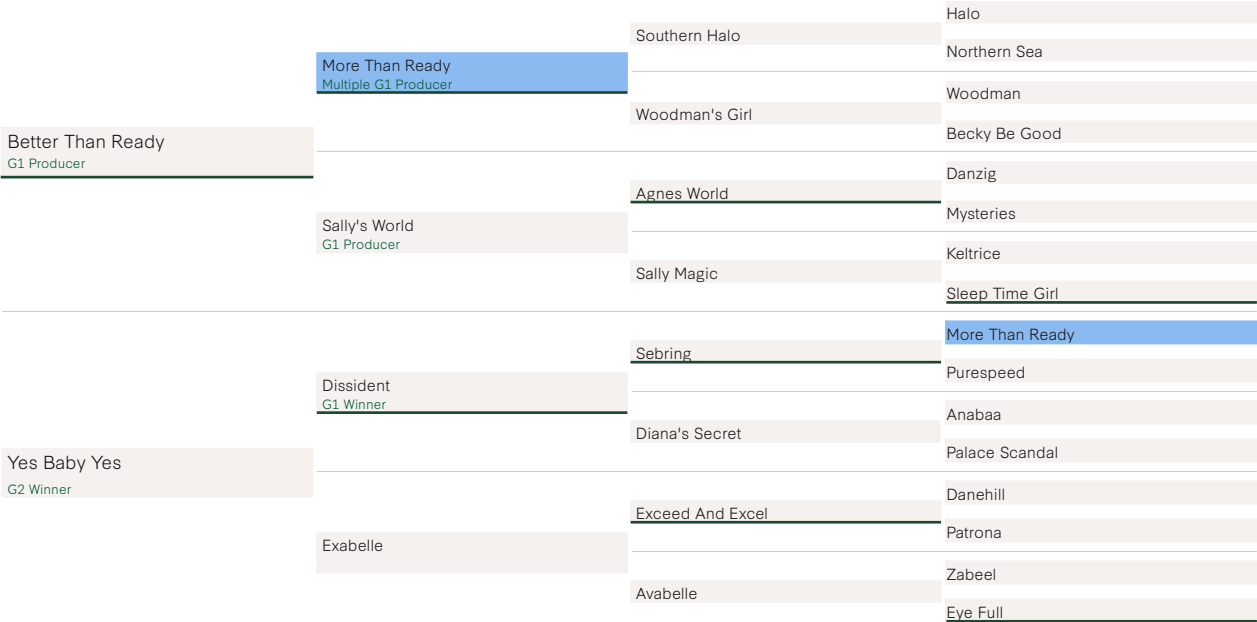 Better Than Ready
G1 Producer
Yes Baby Yes
G2 Winner
More Than Ready
Multiple G1 Producer
Sally's World
G1 Producer
Dissident
G1 Winner
Exabelle
Southern Halo
Woodman's Girl
Agnes World
Sally Magic
Sebring
Diana's Secret
Exceed And Excel
Avabelle
Halo
Northern Sea
Woodman
Becky Be Good
Danzig
Mysteries
Keltrice
Sleep Time Girl
More Than Ready
Purespeed
Anabaa
Palace Scandal
Danehill
Patrona
Zabeel
Eye Full